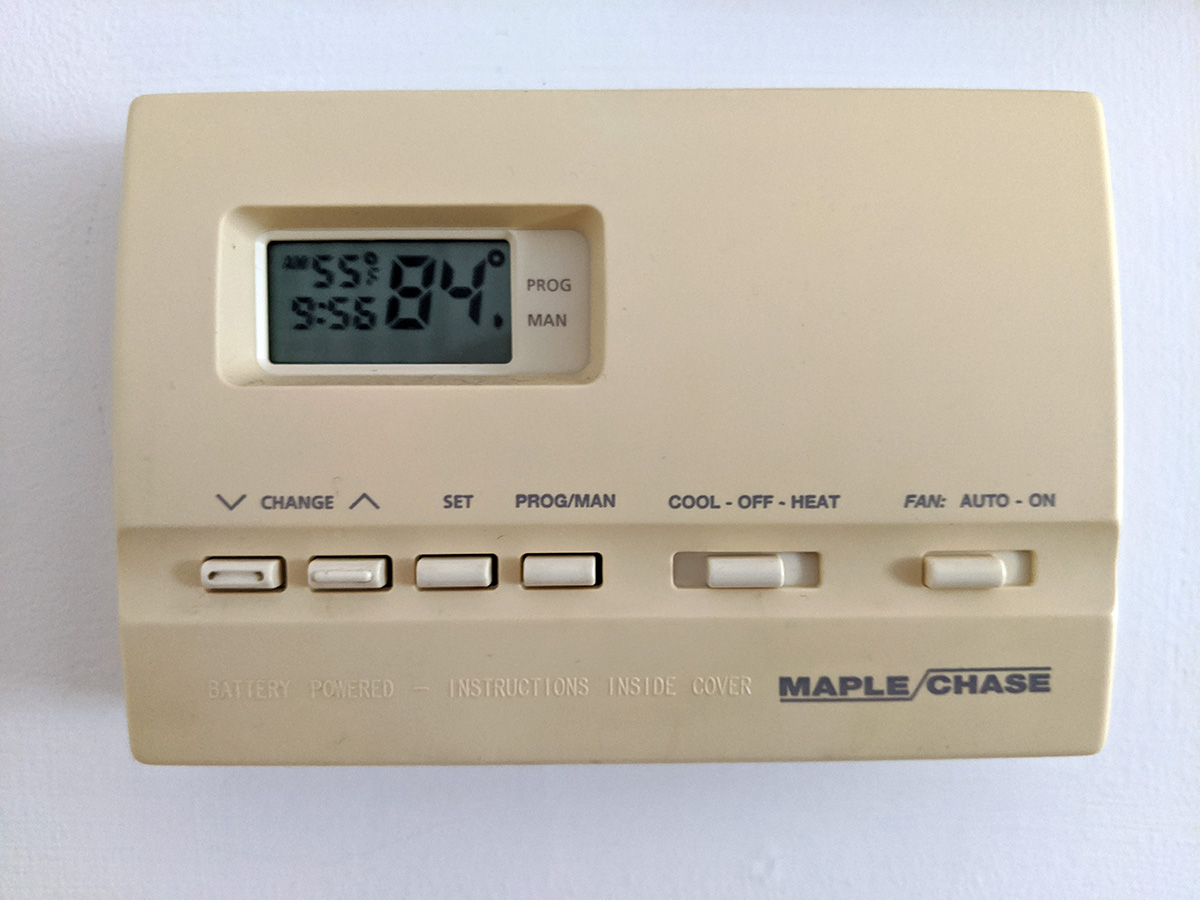 AM 55°F 84°
9:56
PROG
MAN
CHANGE SET PROG/MAN COOL - OFF - HEAT FAN: AUTO - ON
BATTERY POWERED - INSTRUCTIONS INSIDE COVER
MAPLE/CHASE